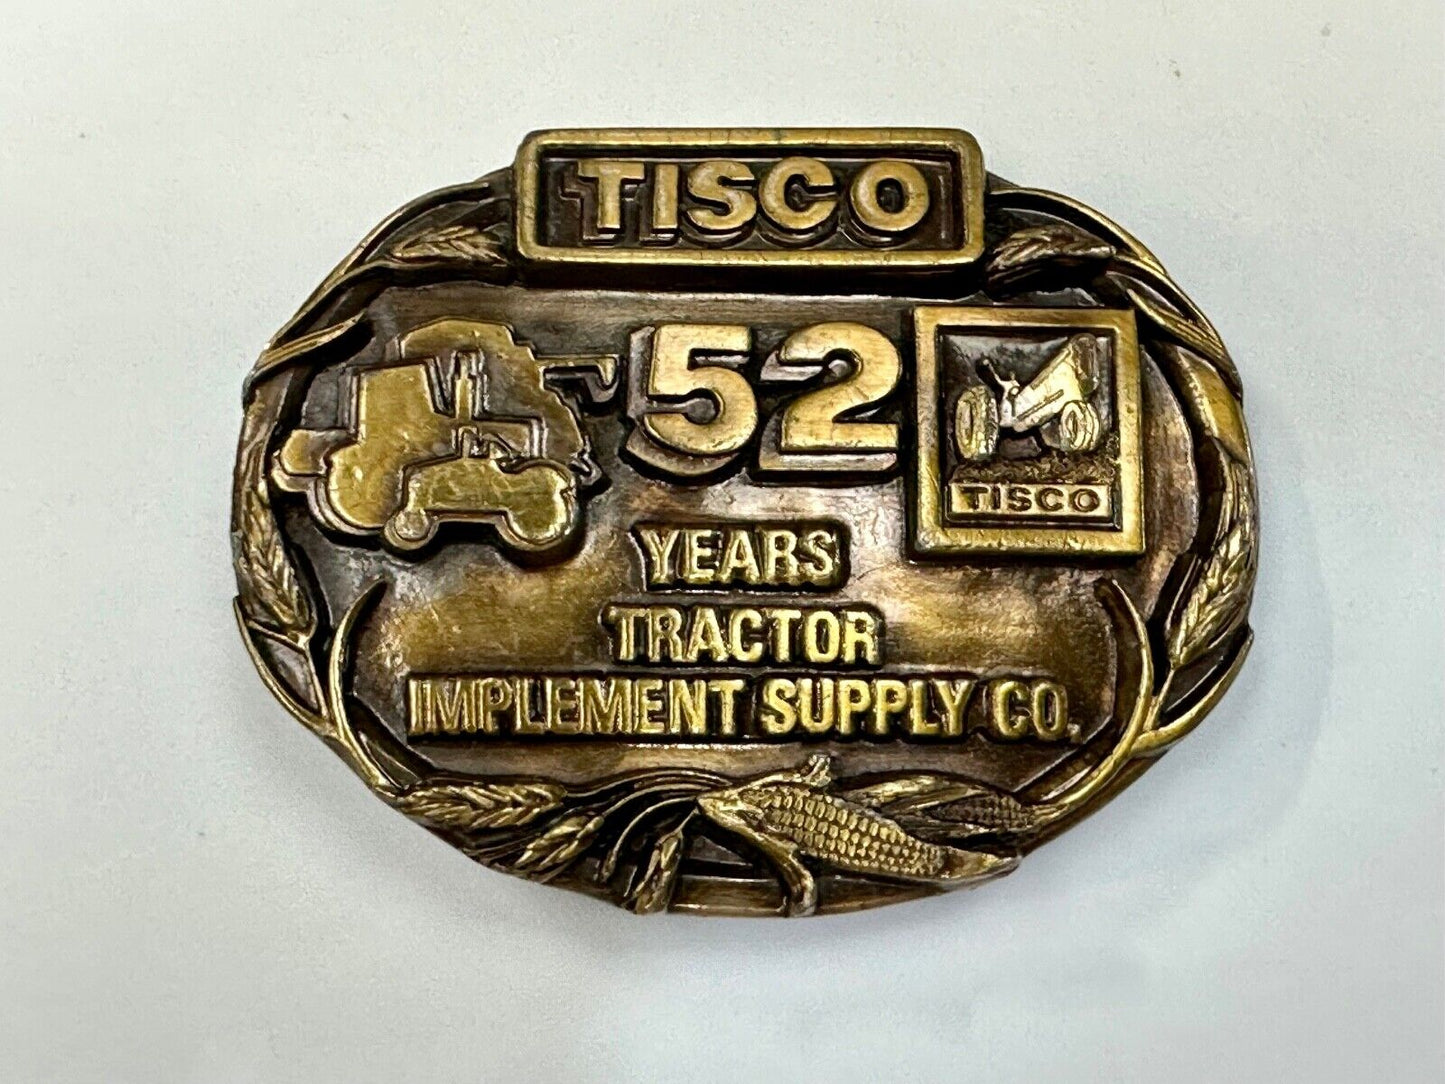 TISCO
52
TISCO
YEARS
TRACTOR
IMPLEMENT SUPPLY CO.